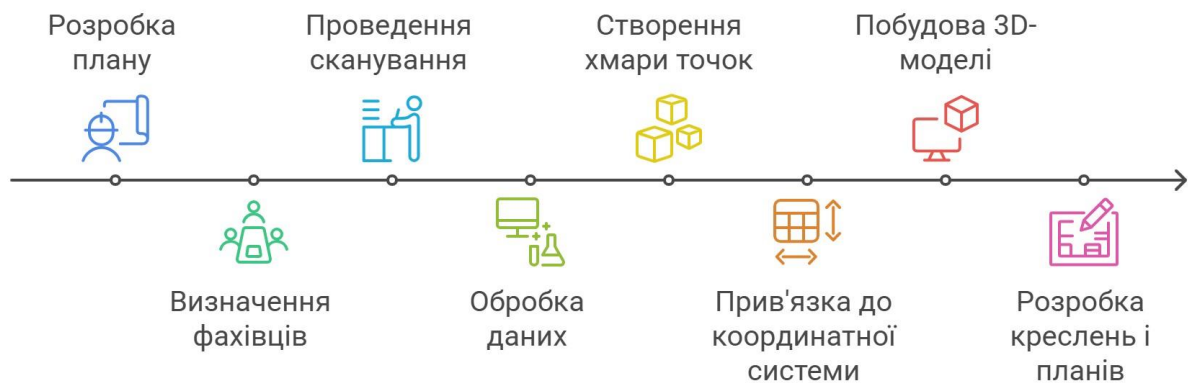 Розробка
плану
Проведення
сканування
Створення
хмари точок
Побудова 3D-
моделі
Визначення
фахівців
Обробка
даних
Прив'язка до
координатної
системи
Розробка
креслень і
планів